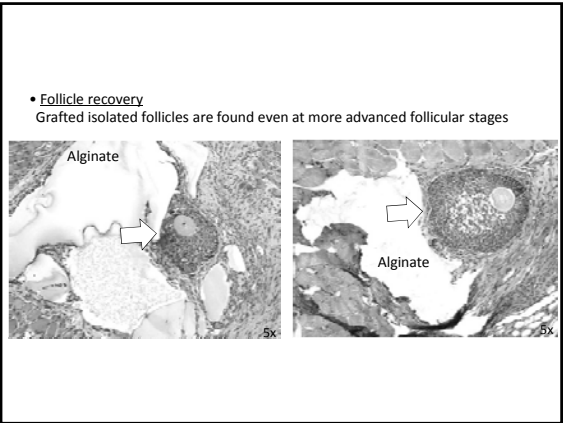 • Follicle recovery
Grafted isolated follicles are found even at more advanced follicular stages
Alginate
5x
Alginate
5x